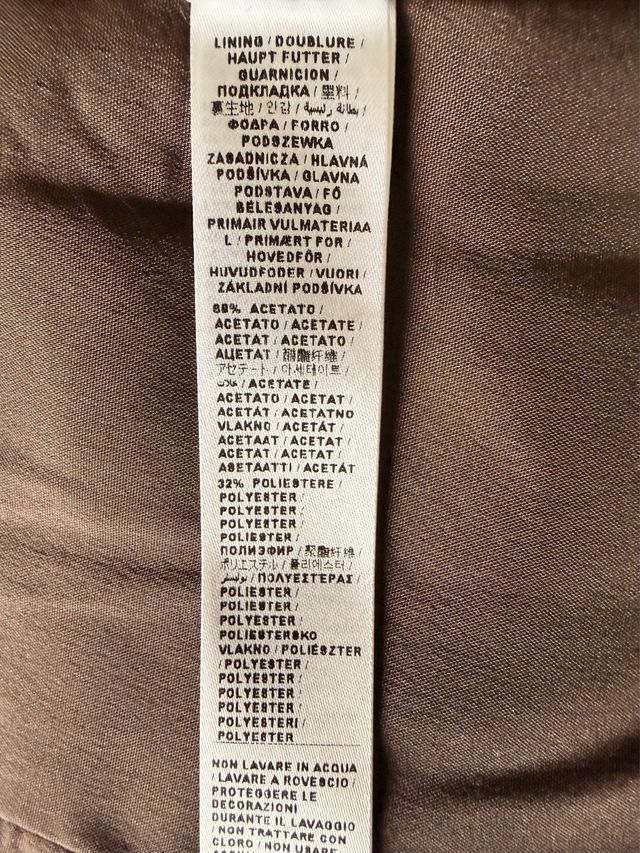 LINING / DOUBLURE /
HAUPT FUTTER /
GUARNICION /
ПОДКЛАДКА / 里料 /
裏生地 / 안감 / بطانة رئيسية /
ΦΟΔΡΑ / FORRO /
PODSZEWKA
ZASADNICZA / HLAVNÁ
PODŠÍVKA / GLAVNA
PODSTAVA / FŐ
BÉLÉSANYAG /
PRIMAIR VULMATERIAA
L / PRIMÆRT FOR /
HOVEDFÔR /
HUVUDFODER / VUORI /
ZÁKLADNÍ PODŠÍVKA
68% ACETATO /
ACETATO / ACETATE /
ACETAT / ACETATO /
АЦЕТАТ / 醋酸纤维 /
アセテート / 아세테이트 /
/ ACETATE /
ACETATO / ACETAT /
ACETÁT / ACETATNO
VLAKNO / ACETÁT /
ACETAAT / ACETAT /
ACETAT / ACETAT /
ASETAATTI / ACETÁT
32% POLIESTERE /
POLYESTER /
POLYESTER /
POLYESTER /
POLIESTER /
ПОЛИЭФИР / 聚酯纤维 /
ポリエステル / 폴리에스터 /
بوليستر / ΠΟΛΥΕΣΤΕΡΑΣ /
POLIESTER /
POLIESTER /
POLYESTER /
POLIESTERSKO
VLAKNO / POLIÉSZTER
/ POLYESTER /
POLYESTER /
POLYESTER /
POLYESTER /
POLYESTERI /
POLYESTER
NON LAVARE IN ACQUA
/ LAVARE A ROVESCIO /
PROTEGGERE LE
DECORAZIONI
DURANTE IL LAVAGGIO
/ NON TRATTARE CON
CLORO / NON USARE